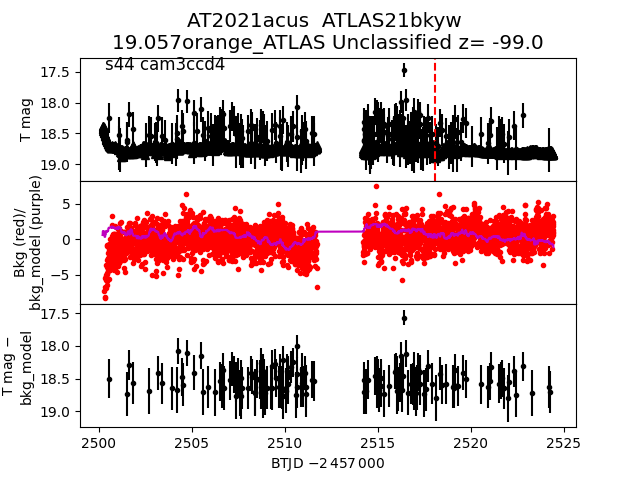 AT2021acus  ATLAS21bkyw
19.057orange_ATLAS Unclassified z= -99.0
s44 cam3ccd4
T mag
17.5
18.0
18.5
19.0
Bkg (red)/
bkg_model (purple)
5
0
−5
T mag −
bkg_model
17.5
18.0
18.5
19.0
2500
2505
2510
2515
2520
2525
BTJD −2 457 000